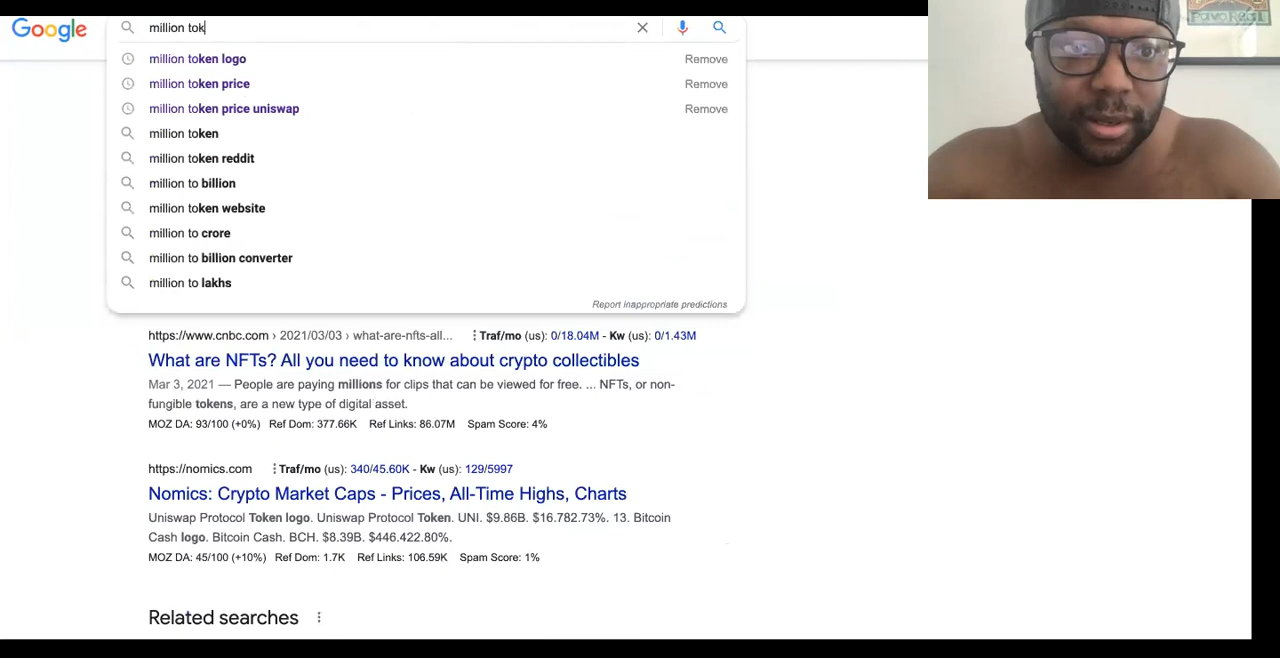 Google
million tok
million token logo Remove
million token price Remove
million token price uniswap Remove
million token
million token reddit
million to billion
million token website
million to crore
million to billion converter
million to lakhs
Report inappropriate predictions
https://www.cnbc.com › 2021/03/03 › what-are-nfts-all... Traf/mo (us): 0/18.04M - Kw (us): 0/1.43M
What are NFTs? All you need to know about crypto collectibles
Mar 3, 2021 — People are paying millions for clips that can be viewed for free. ... NFTs, or non-
fungible tokens, are a new type of digital asset.
MOZ DA: 93/100 (+0%) Ref Dom: 377.66K Ref Links: 86.07M Spam Score: 4%
https://nomics.com Traf/mo (us): 340/45.60K - Kw (us): 129/5997
Nomics: Crypto Market Caps - Prices, All-Time Highs, Charts
Uniswap Protocol Token logo. Uniswap Protocol Token. UNI. $9.86B. $16.782.73%. 13. Bitcoin
Cash logo. Bitcoin Cash. BCH. $8.39B. $446.422.80%.
MOZ DA: 45/100 (+10%) Ref Dom: 1.7K Ref Links: 106.59K Spam Score: 1%
Related searches